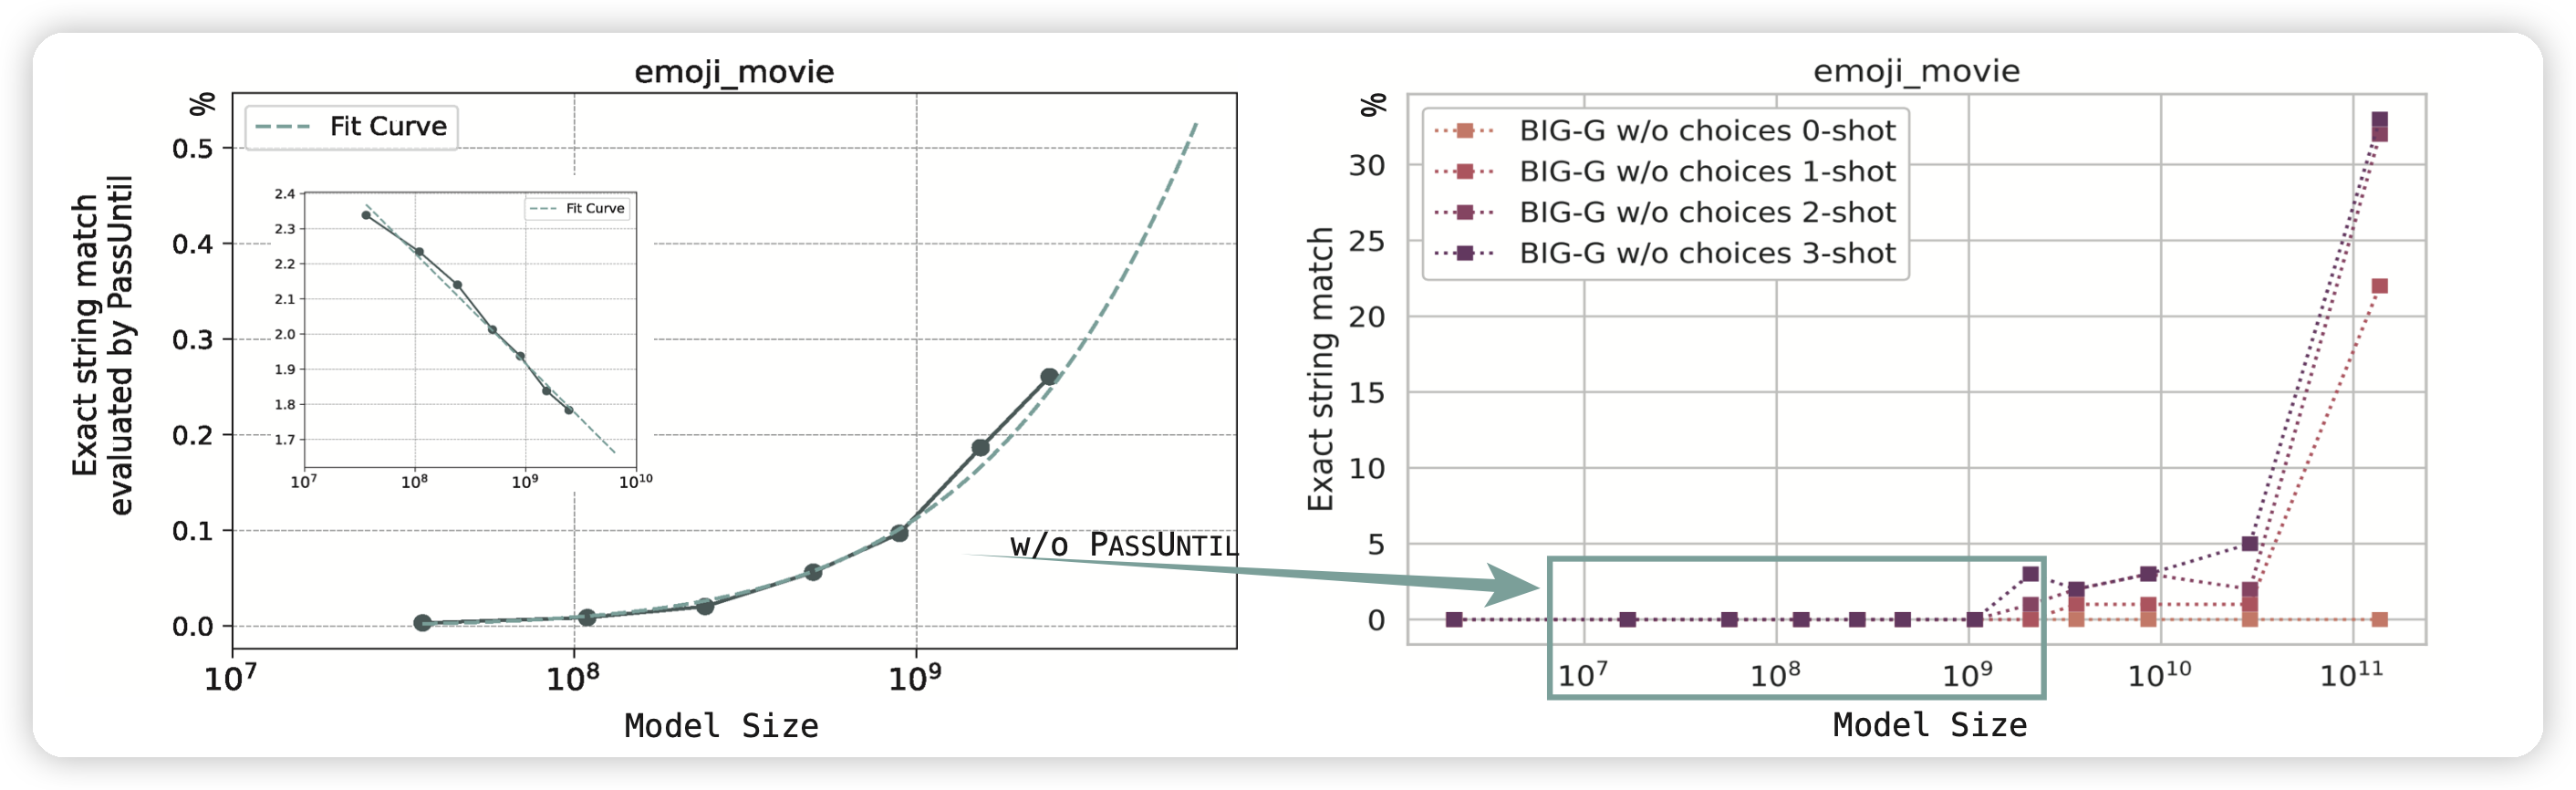 emoji_movie
%
Fit Curve
0.5
0.4
0.3
0.2
0.1
0.0
Exact string match
evaluated by PassUntil
2.4
2.3
2.2
2.1
2.0
1.9
1.8
1.7
Fit Curve
10⁷ 10⁸ 10⁹ 10¹⁰
10⁷ 10⁸ 10⁹
Model Size
w/o PASSUNTIL
emoji_movie
%
BIG-G w/o choices 0-shot
BIG-G w/o choices 1-shot
BIG-G w/o choices 2-shot
BIG-G w/o choices 3-shot
30
25
20
15
10
5
0
Exact string match
10⁷ 10⁸ 10⁹ 10¹⁰ 10¹¹
Model Size